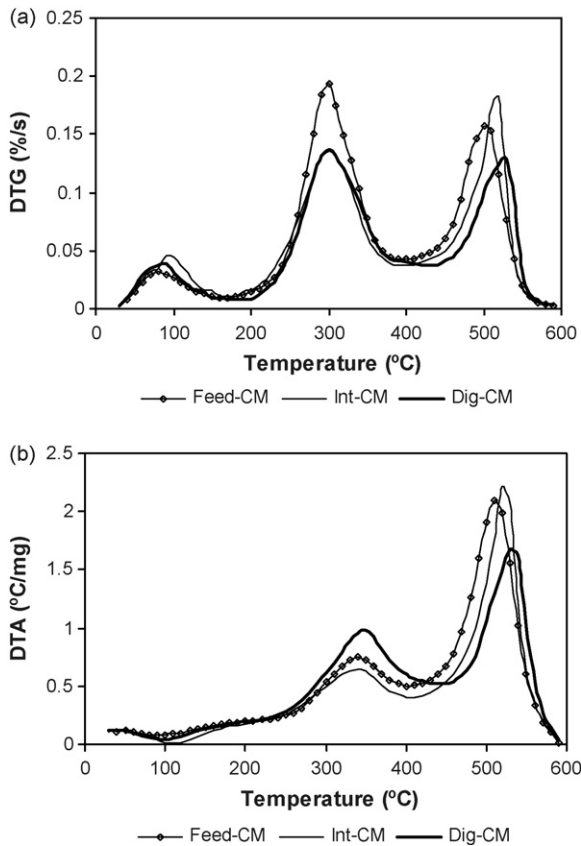 (a)
0.25
0.2
0.15
0.1
0.05
0
DTG (%/s)
0 100 200 300 400 500 600
Temperature (ºC)
Feed-CM Int-CM Dig-CM
(b)
2.5
2
1.5
1
0.5
0
DTA (ºC/mg)
0 100 200 300 400 500 600
Temperature (ºC)
Feed-CM Int-CM Dig-CM